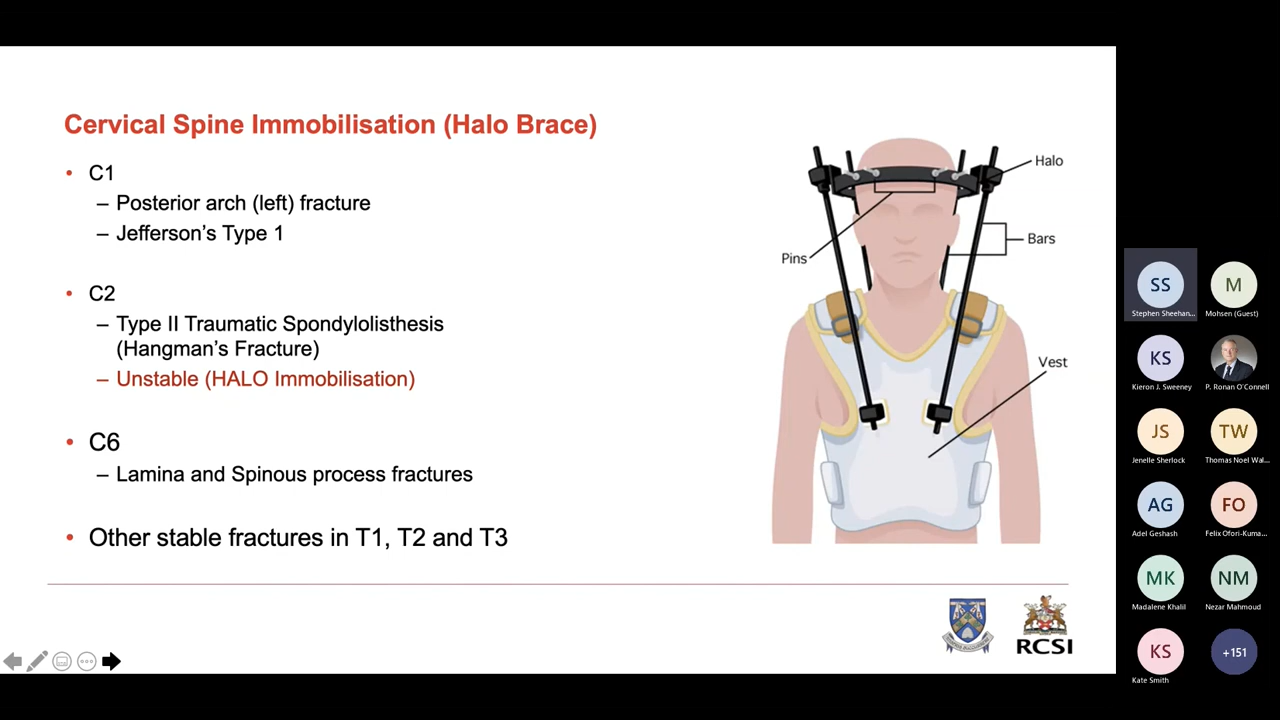 Cervical Spine Immobilisation (Halo Brace)
• C1
– Posterior arch (left) fracture
– Jefferson's Type 1
• C2
– Type II Traumatic Spondylolisthesis
(Hangman's Fracture)
– Unstable (HALO Immobilisation)
• C6
– Lamina and Spinous process fractures
• Other stable fractures in T1, T2 and T3
Halo
Bars
Pins
Vest
RCSI
SS
Stephen Sheehan...
M
Mohsen (Guest)
KS
Kieron J. Sweeney
P. Ronan O'Connell
JS
Jenelle Sherlock
TW
Thomas Noel Wal...
AG
Adel Geshash
FO
Felix Ofori-Kuma...
MK
Madalene Khalil
NM
Nezar Mahmoud
KS
Kate Smith
+151